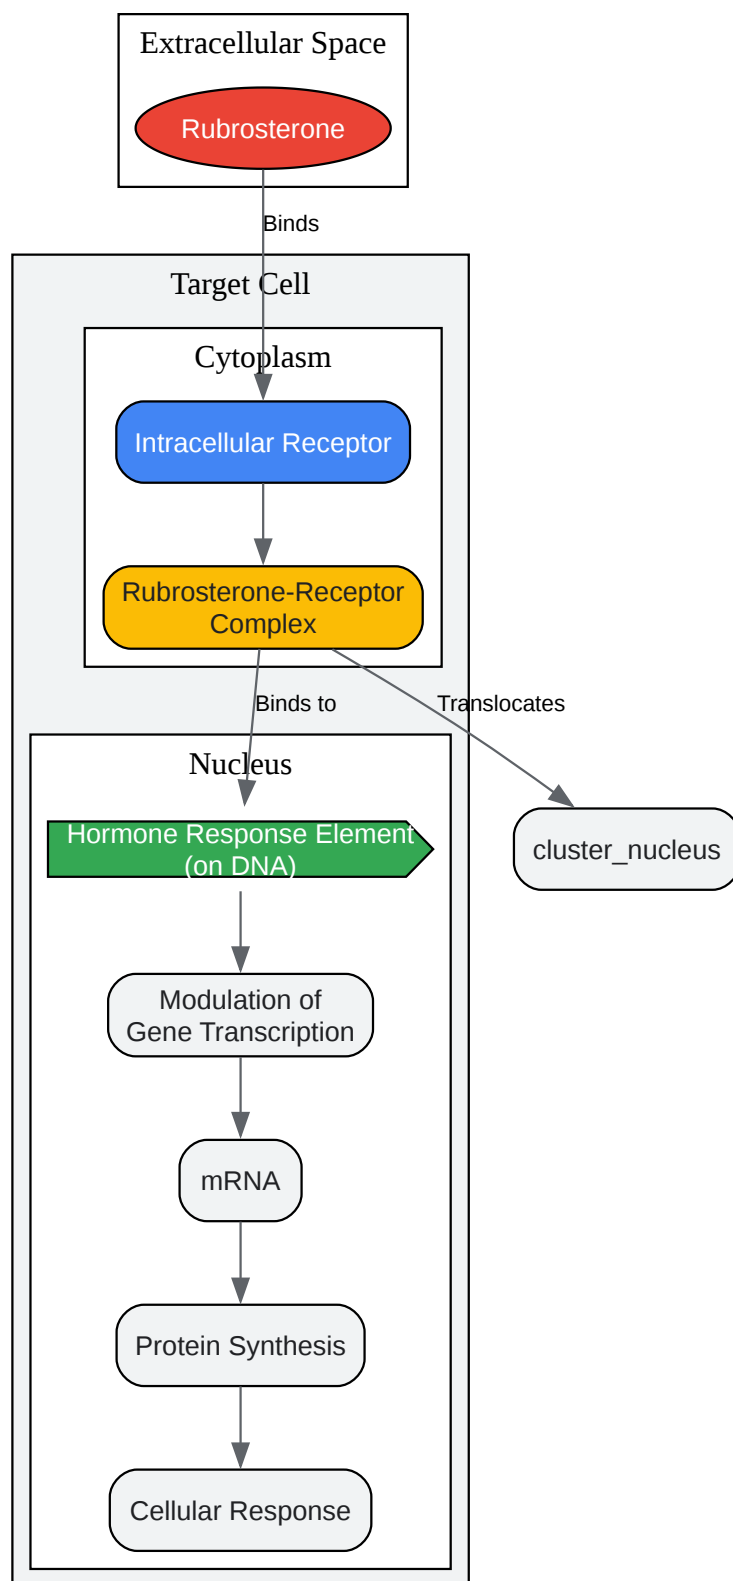 Extracellular Space
Rubrosterone
Binds
Target Cell
Cytoplasm
Intracellular Receptor
Rubrosterone-Receptor
Complex
Binds to
Translocates
Nucleus
Hormone Response Element
(on DNA)
cluster_nucleus
Modulation of
Gene Transcription
mRNA
Protein Synthesis
Cellular Response